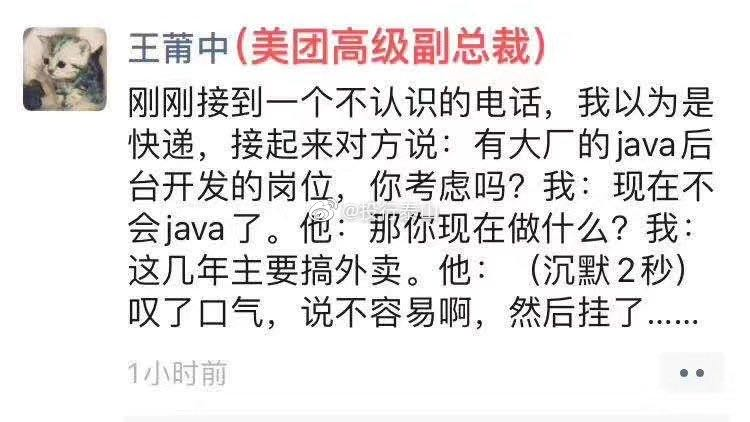 王莆中(美团高级副总裁)
刚刚接到一个不认识的电话，我以为是
快递，接起来对方说：有大厂的java后
台开发的岗位，你考虑吗？我：现在不
会java了。他：那你现在做什么？我：
这几年主要搞外卖。他：（沉默2秒）
叹了口气，说不容易啊，然后挂了......
@投行泰山
1小时前